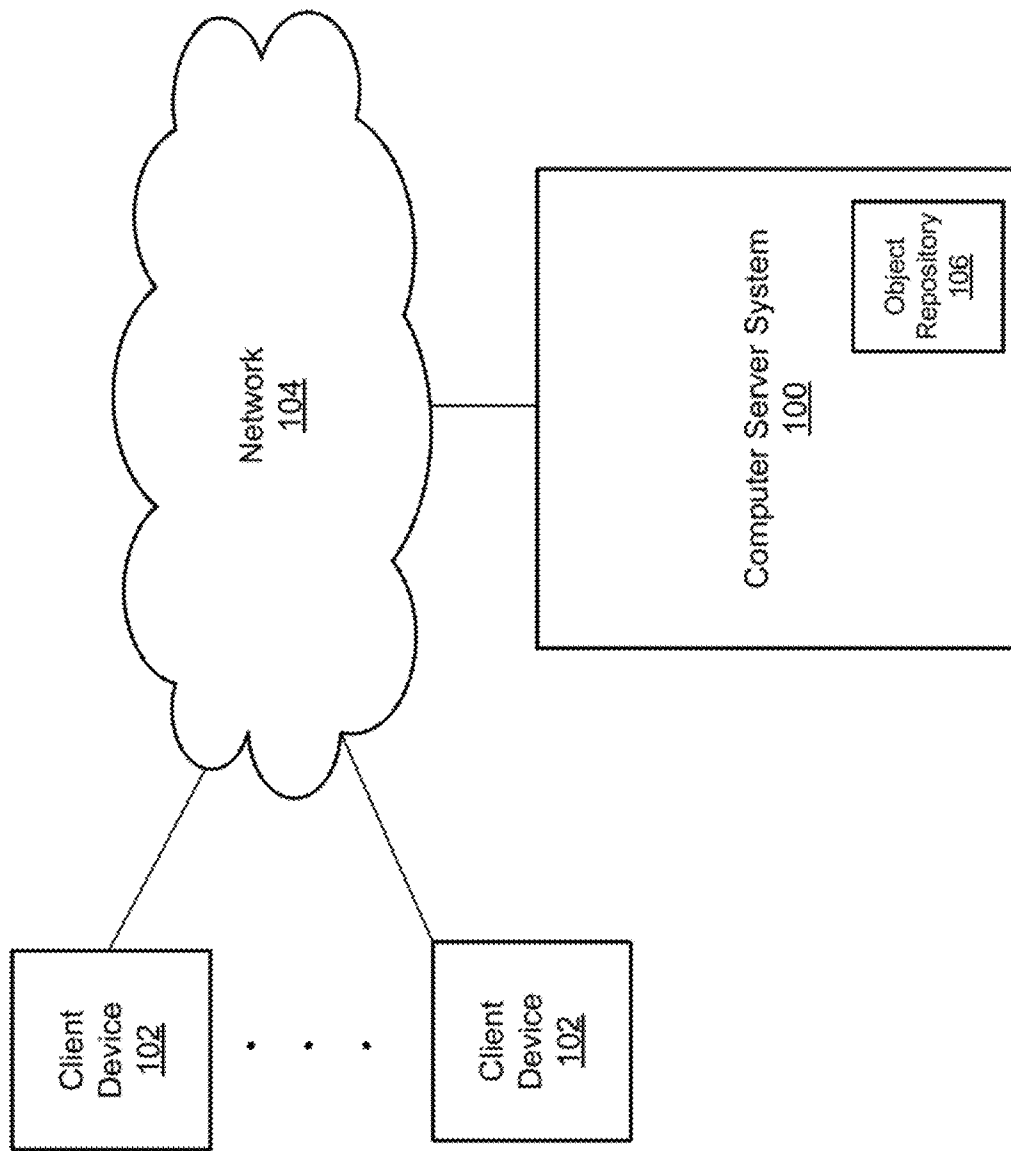 Client
Device
102
Client
Device
102
Network
104
Computer Server System
100
Object
Repository
106